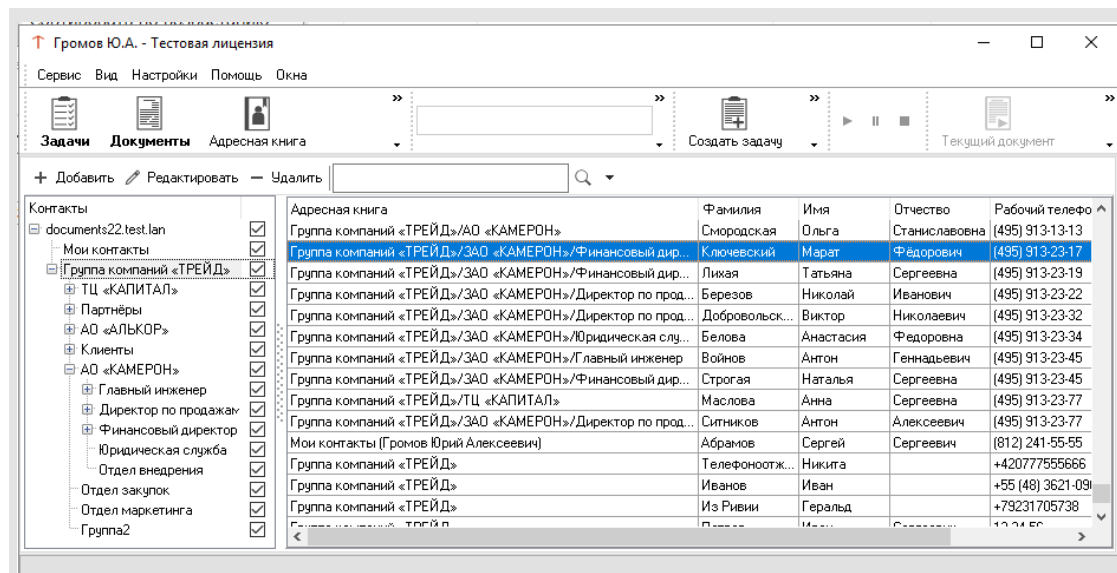 Громов Ю.А. - Тестовая лицензия
Сервис Вид Настройки Помощь Окна
Задачи Документы Адресная книга Создать задачу Текущий документ
Добавить Редактировать Удалить
Контакты
documents22.test.lan
Мои контакты
Группа компаний «ТРЕЙД»
ТЦ «КАПИТАЛ»
Партнёры
АО «АЛЬКОР»
Клиенты
АО «КАМЕРОН»
Главный инженер
Директор по продажам
Финансовый директор
Юридическая служба
Отдел внедрения
Отдел закупок
Отдел маркетинга
Группа2
Адресная книга Фамилия Имя Отчество Рабочий телефо
Группа компаний «ТРЕЙД»/АО «КАМЕРОН» Смородская Ольга Станиславовна (495) 913-13-13
Группа компаний «ТРЕЙД»/ЗАО «КАМЕРОН»/Финансовый дир... Ключевский Марат Фёдорович (495) 913-23-17
Группа компаний «ТРЕЙД»/ЗАО «КАМЕРОН»/Финансовый дир... Лихая Татьяна Сергеевна (495) 913-23-19
Группа компаний «ТРЕЙД»/ЗАО «КАМЕРОН»/Директор по прод... Березов Николай Иванович (495) 913-23-22
Группа компаний «ТРЕЙД»/ЗАО «КАМЕРОН»/Директор по прод... Добровольск... Виктор Николаевич (495) 913-23-32
Группа компаний «ТРЕЙД»/ЗАО «КАМЕРОН»/Юридическая слу... Белова Анастасия Федоровна (495) 913-23-34
Группа компаний «ТРЕЙД»/ЗАО «КАМЕРОН»/Главный инженер Войнов Антон Геннадьевич (495) 913-23-45
Группа компаний «ТРЕЙД»/ЗАО «КАМЕРОН»/Финансовый дир... Строгая Наталья Сергеевна (495) 913-23-45
Группа компаний «ТРЕЙД»/ТЦ «КАПИТАЛ» Маслова Анна Сергеевна (495) 913-23-77
Группа компаний «ТРЕЙД»/ЗАО «КАМЕРОН»/Директор по прод... Ситников Антон Алексеевич (495) 913-23-77
Мои контакты (Громов Юрий Алексеевич) Абрамов Сергей Сергеевич (812) 241-55-55
Группа компаний «ТРЕЙД» Телефоноотж... Никита +420777555666
Группа компаний «ТРЕЙД» Иванов Иван +55 (48) 3621-09
Группа компаний «ТРЕЙД» Из Ривии Геральд +79231705738